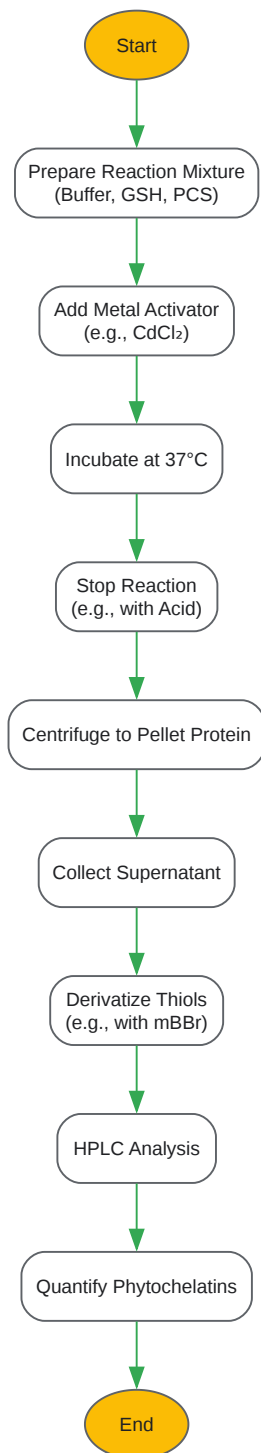 Start
Prepare Reaction Mixture
(Buffer, GSH, PCS)
Add Metal Activator
(e.g., CdCl₂)
Incubate at 37°C
Stop Reaction
(e.g., with Acid)
Centrifuge to Pellet Protein
Collect Supernatant
Derivatize Thiols
(e.g., with mBBr)
HPLC Analysis
Quantify Phytochelatins
End